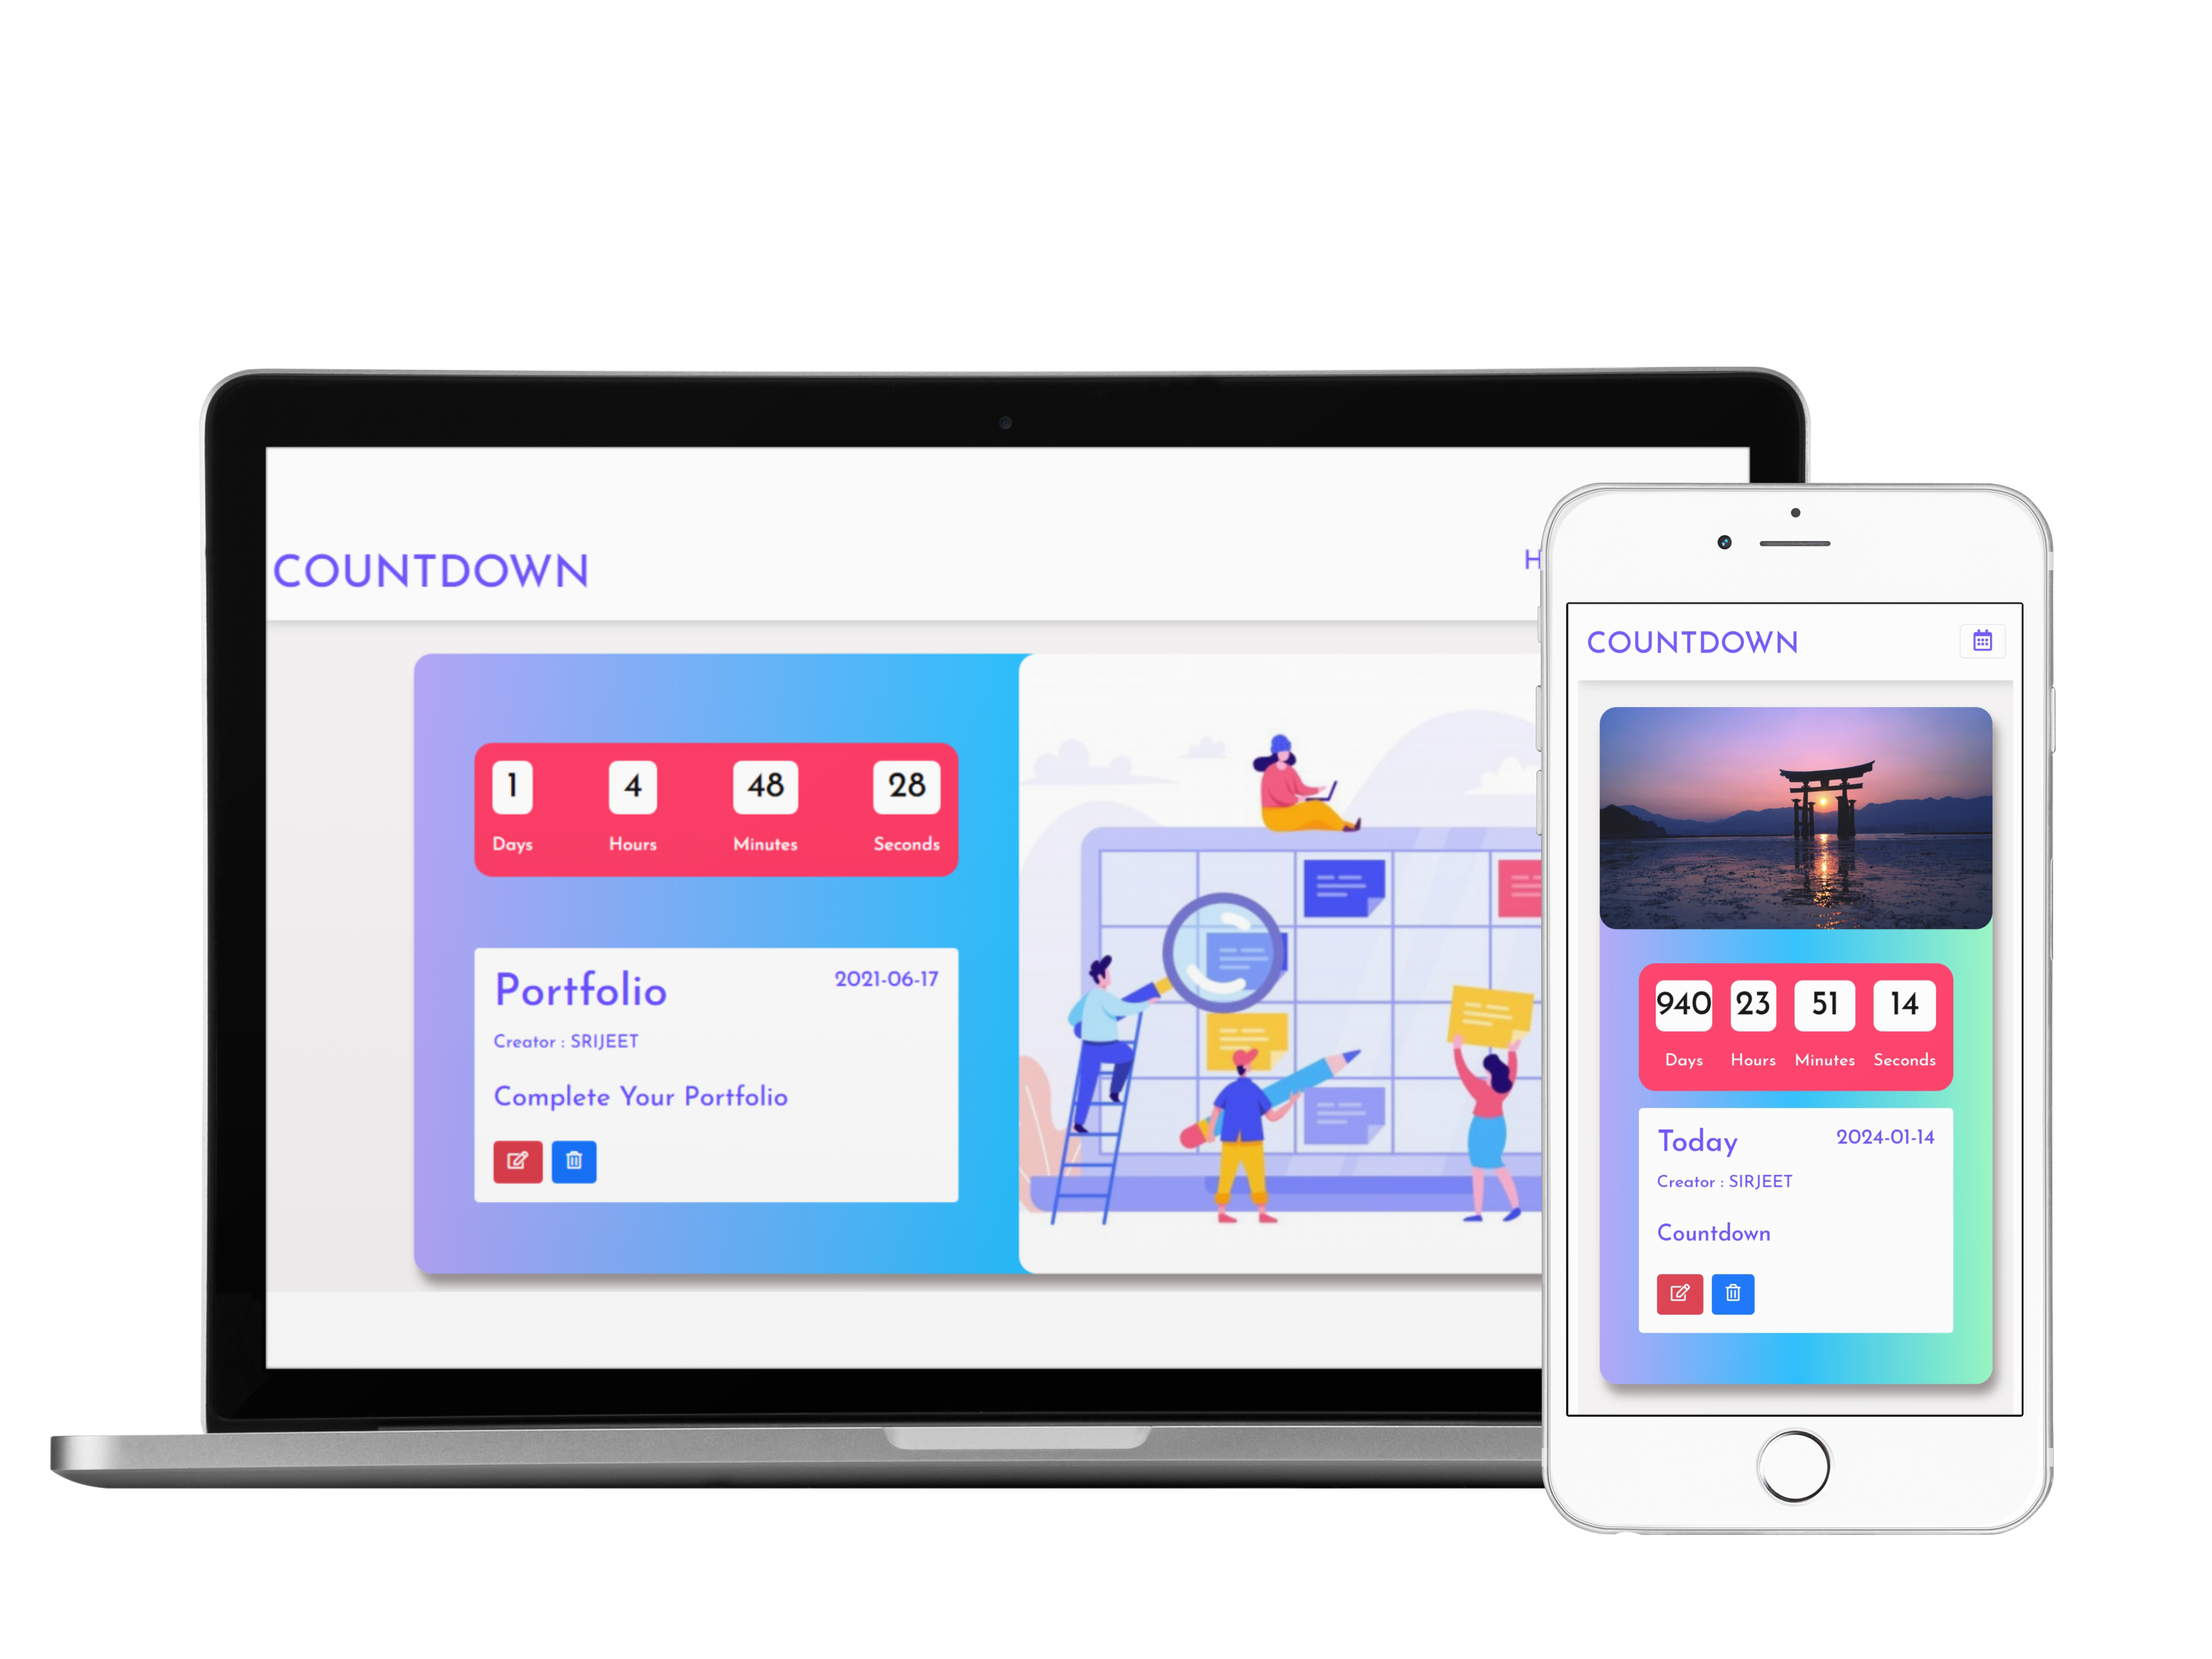 COUNTDOWN
H
1 4 48 28
Days Hours Minutes Seconds
Portfolio 2021-06-17
Creator : SRIJEET
Complete Your Portfolio
COUNTDOWN
940 23 51 14
Days Hours Minutes Seconds
Today 2024-01-14
Creator : SIRJEET
Countdown